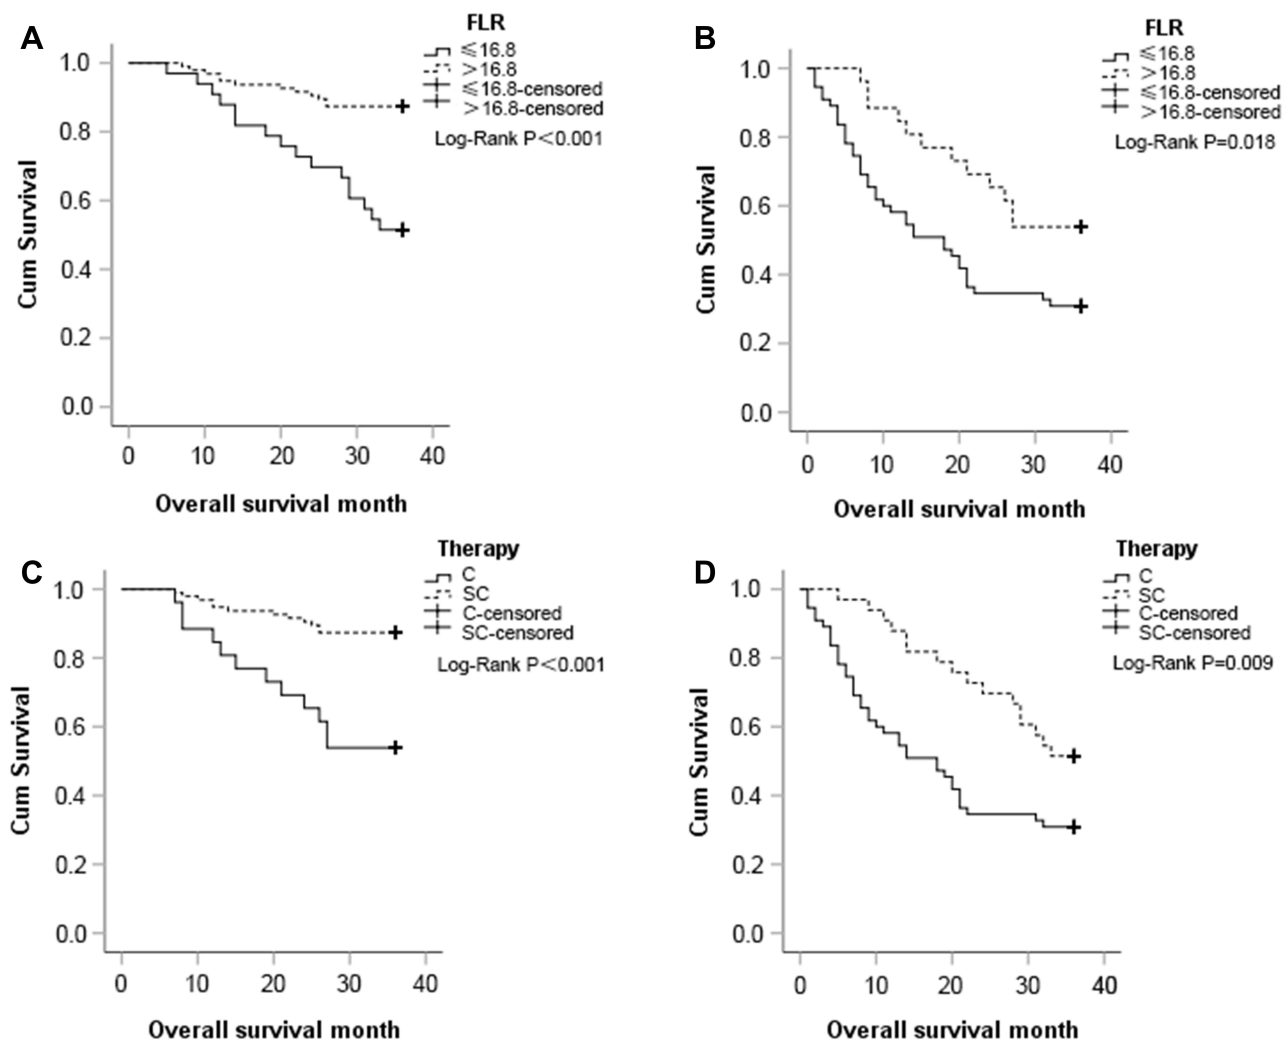 A
FLR
≤16.8
>16.8
≤16.8-censored
>16.8-censored
Log-Rank P<0.001
Cum Survival
1.0
0.8
0.6
0.4
0.2
0.0
0 10 20 30 40
Overall survival month
B
FLR
≤16.8
>16.8
≤16.8-censored
>16.8-censored
Log-Rank P=0.018
Cum Survival
1.0
0.8
0.6
0.4
0.2
0.0
0 10 20 30 40
Overall survival month
C
Therapy
C
SC
C-censored
SC-censored
Log-Rank P<0.001
Cum Survival
1.0
0.8
0.6
0.4
0.2
0.0
0 10 20 30 40
Overall survival month
D
Therapy
C
SC
C-censored
SC-censored
Log-Rank P=0.009
Cum Survival
1.0
0.8
0.6
0.4
0.2
0.0
0 10 20 30 40
Overall survival month